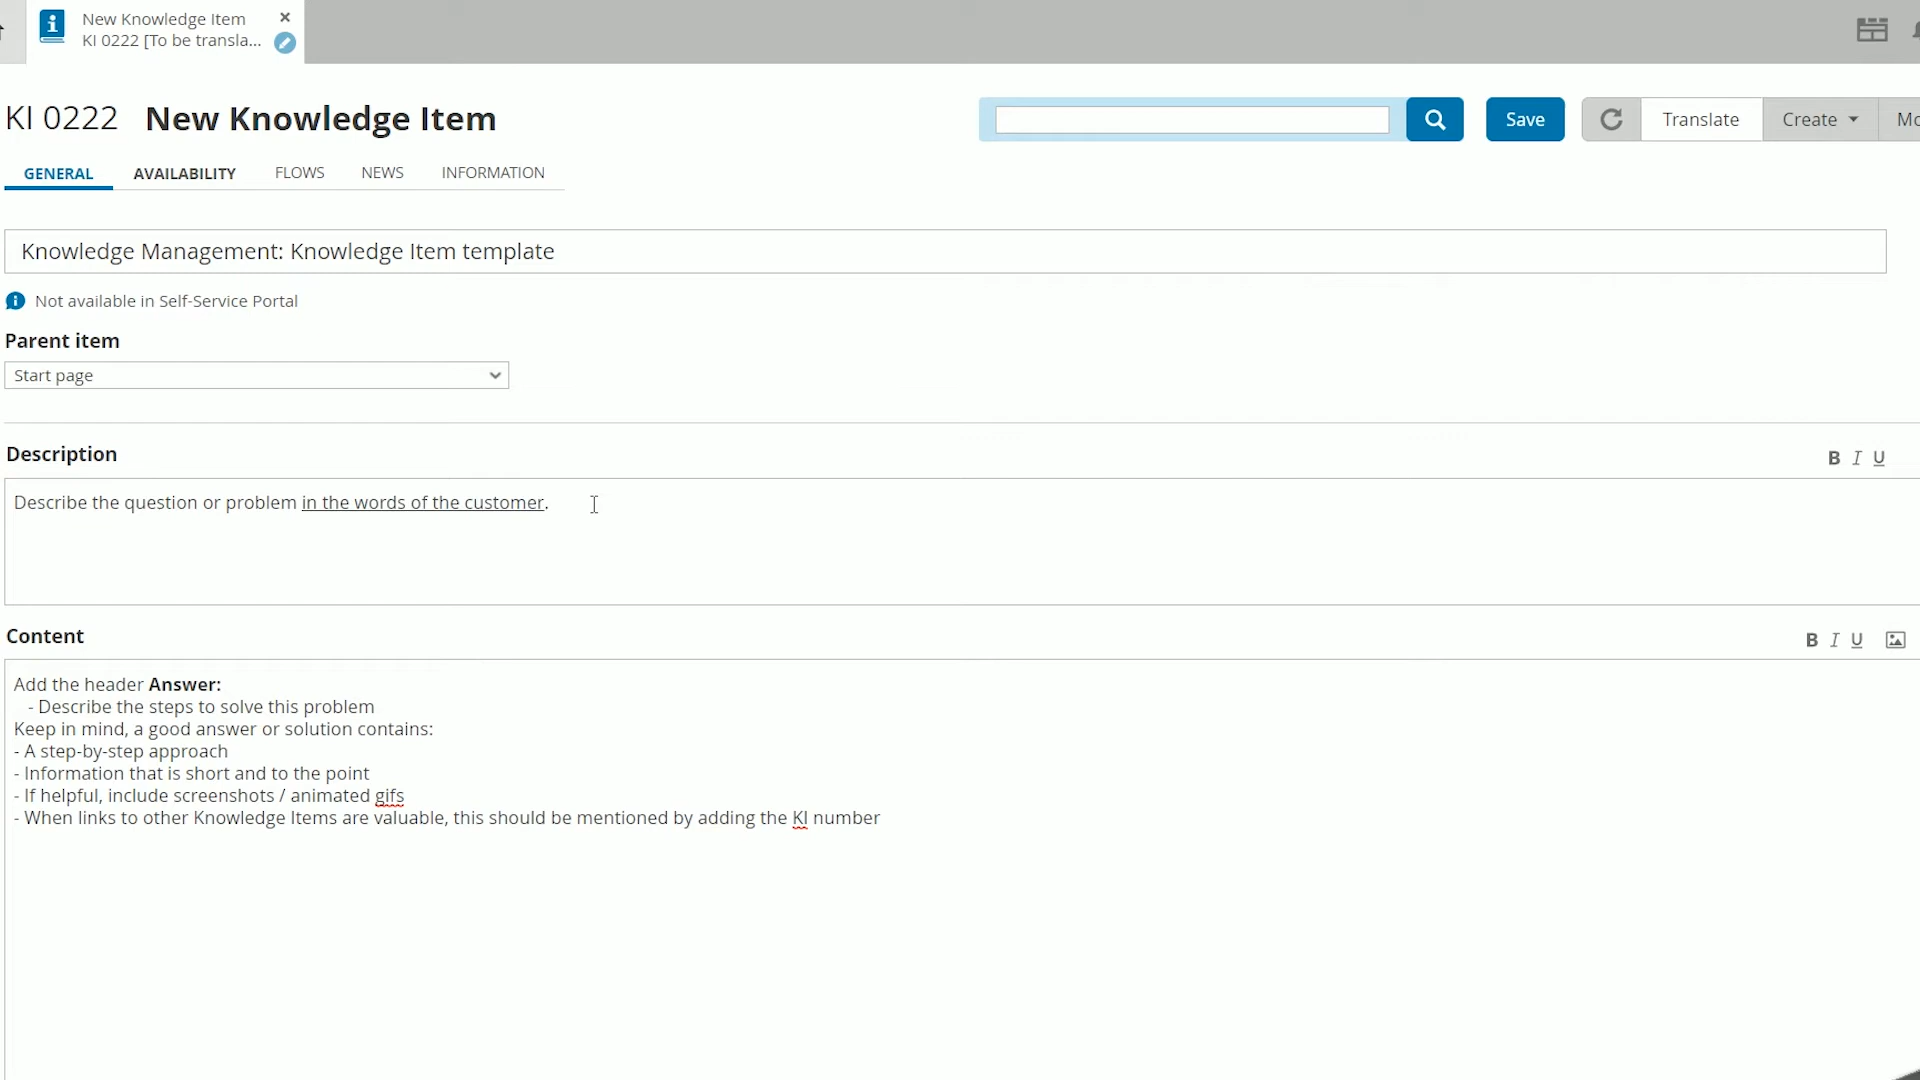 New Knowledge Item
KI 0222 [To be transla...
KI 0222 New Knowledge Item
Save
Translate
Create
GENERAL
AVAILABILITY
FLOWS
NEWS
INFORMATION
Knowledge Management: Knowledge Item template
Not available in Self-Service Portal
Parent item
Start page
Description
B I U
Describe the question or problem in the words of the customer.
Content
B I U
Add the header Answer:
- Describe the steps to solve this problem
Keep in mind, a good answer or solution contains:
- A step-by-step approach
- Information that is short and to the point
- If helpful, include screenshots / animated gifs
- When links to other Knowledge Items are valuable, this should be mentioned by adding the KI number